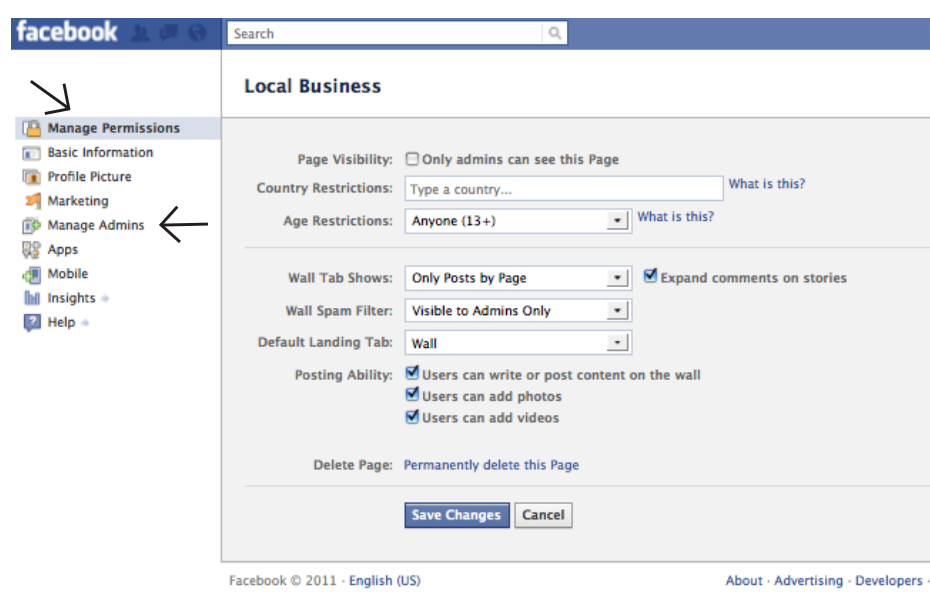 facebook
Search
Local Business
Manage Permissions
Basic Information
Profile Picture
Marketing
Manage Admins
Apps
Mobile
Insights
Help
Page Visibility: Only admins can see this Page
Country Restrictions: Type a country... What is this?
Age Restrictions: Anyone (13+) What is this?
Wall Tab Shows: Only Posts by Page Expand comments on stories
Wall Spam Filter: Visible to Admins Only
Default Landing Tab: Wall
Posting Ability: Users can write or post content on the wall
Users can add photos
Users can add videos
Delete Page: Permanently delete this Page
Save Changes Cancel
Facebook © 2011 · English (US) About · Advertising · Developers ·